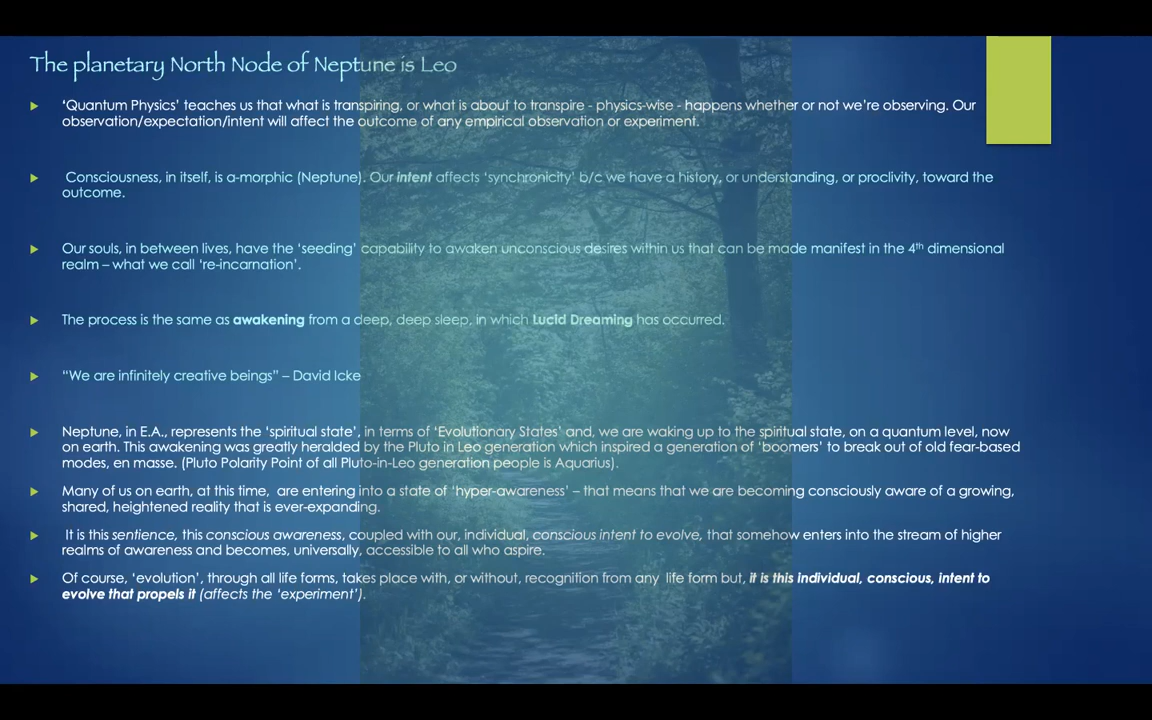 The planetary North Node of Neptune is Leo
‘Quantum Physics’ teaches us that what is transpiring, or what is about to transpire - physics-wise - happens whether or not we’re observing. Our
observation/expectation/intent will affect the outcome of any empirical observation or experiment.
Consciousness, in itself, is a-morphic (Neptune). Our intent affects ‘synchronicity’ b/c we have a history, or understanding, or proclivity, toward the
outcome.
Our souls, in between lives, have the ‘seeding’ capability to awaken unconscious desires within us that can be made manifest in the 4th dimensional
realm – what we call ‘re-incarnation’.
The process is the same as awakening from a deep, deep sleep, in which Lucid Dreaming has occurred.
“We are infinitely creative beings” – David Icke
Neptune, in E.A., represents the ‘spiritual state’, in terms of ‘Evolutionary States’ and, we are waking up to the spiritual state, on a quantum level, now
on earth. This awakening was greatly heralded by the Pluto in Leo generation which inspired a generation of ‘boomers’ to break out of old fear-based
modes, en masse. (Pluto Polarity Point of all Pluto-in-Leo generation people is Aquarius).
Many of us on earth, at this time, are entering into a state of ‘hyper-awareness’ – that means that we are becoming consciously aware of a growing,
shared, heightened reality that is ever-expanding.
It is this sentience, this conscious awareness, coupled with our, individual, conscious intent to evolve, that somehow enters into the stream of higher
realms of awareness and becomes, universally, accessible to all who aspire.
Of course, ‘evolution’, through all life forms, takes place with, or without, recognition from any life form but, it is this individual, conscious, intent to
evolve that propels it (affects the ‘experiment’).